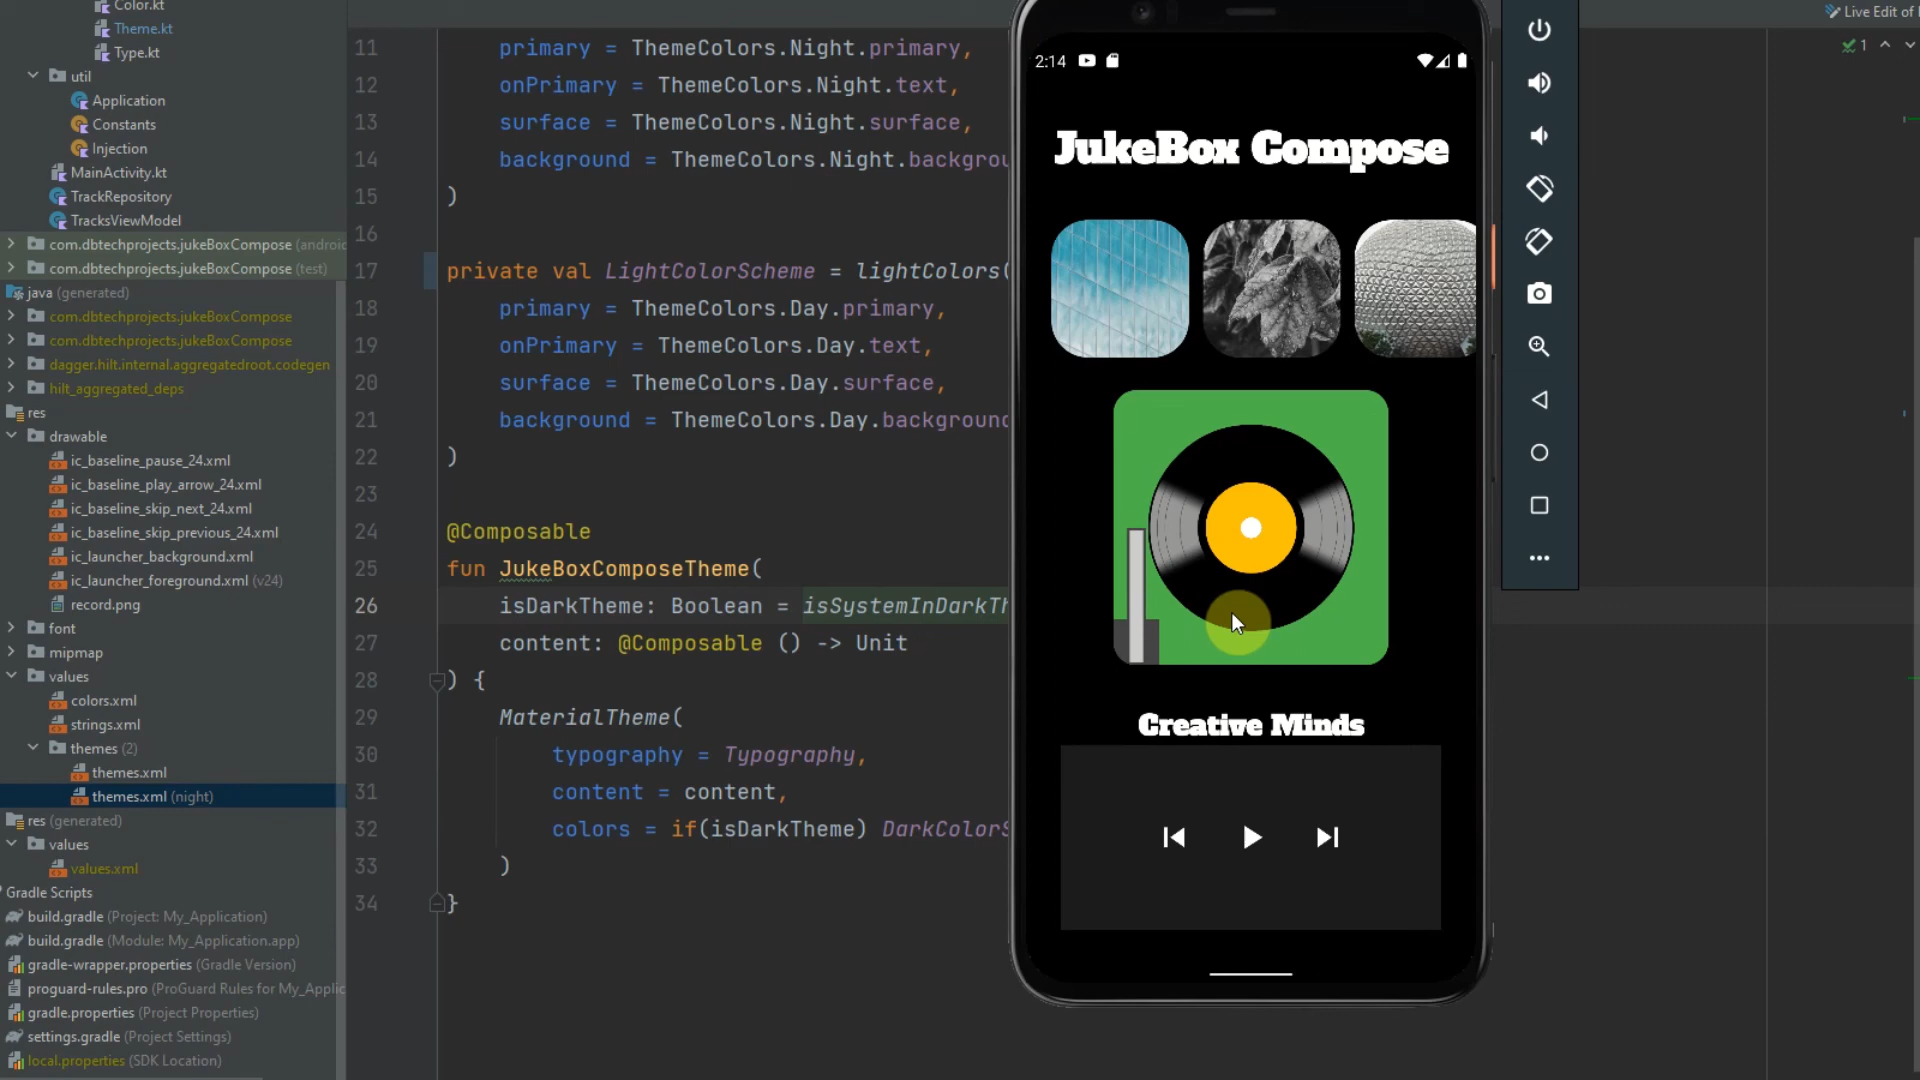 Color.kt
Theme.kt
Type.kt
util
Application
Constants
Injection
MainActivity.kt
TrackRepository
TracksViewModel
com.dbtechprojects.jukeBoxCompose (androi
com.dbtechprojects.jukeBoxCompose (test)
java (generated)
com.dbtechprojects.jukeBoxCompose
com.dbtechprojects.jukeBoxCompose
dagger.hilt.internal.aggregatedroot.codegen
hilt_aggregated_deps
res
drawable
ic_baseline_pause_24.xml
ic_baseline_play_arrow_24.xml
ic_baseline_skip_next_24.xml
ic_baseline_skip_previous_24.xml
ic_launcher_background.xml
ic_launcher_foreground.xml (v24)
record.png
font
mipmap
values
colors.xml
strings.xml
themes (2)
themes.xml
themes.xml (night)
res (generated)
values
values.xml
Gradle Scripts
build.gradle (Project: My_Application)
build.gradle (Module: My_Application.app)
gradle-wrapper.properties (Gradle Version)
proguard-rules.pro (ProGuard Rules for My_Applic
gradle.properties (Project Properties)
settings.gradle (Project Settings)
local.properties (SDK Location)
11 primary = ThemeColors.Night.primary,
12 onPrimary = ThemeColors.Night.text,
13 surface = ThemeColors.Night.surface,
14 background = ThemeColors.Night.backgrou
15 )
16
17 private val LightColorScheme = lightColors(
18 primary = ThemeColors.Day.primary,
19 onPrimary = ThemeColors.Day.text,
20 surface = ThemeColors.Day.surface,
21 background = ThemeColors.Day.background
22 )
23
24 @Composable
25 fun JukeBoxComposeTheme(
26 isDarkTheme: Boolean = isSystemInDarkTh
27 content: @Composable () -> Unit
28 ) {
29 MaterialTheme(
30 typography = Typography,
31 content = content,
32 colors = if(isDarkTheme) DarkColorS
33 )
34 }
2:14
JukeBox Compose
Creative Minds
Live Edit of
1